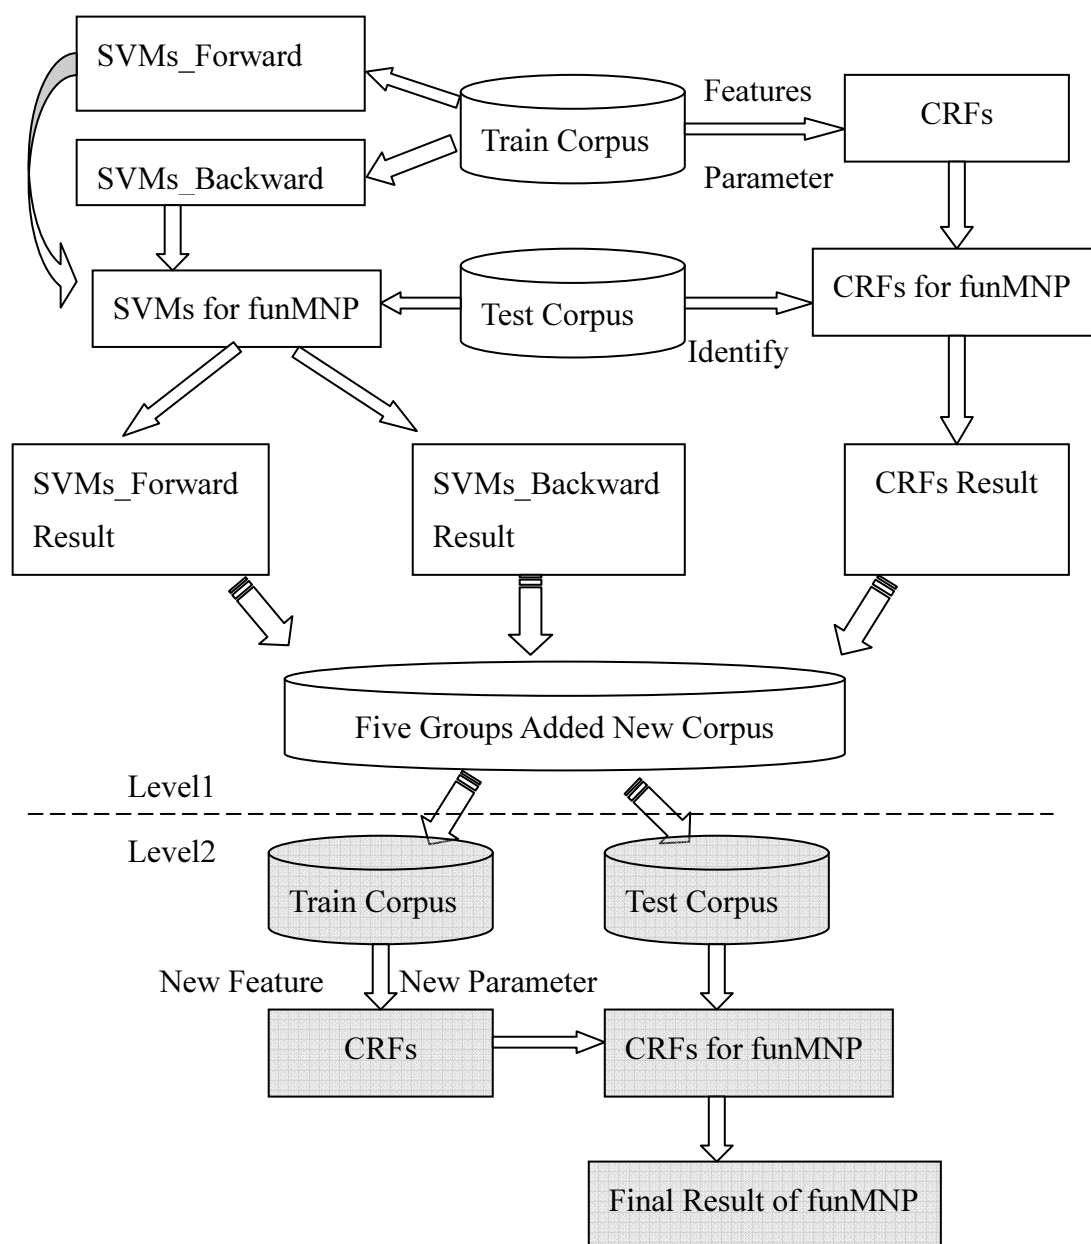 SVMs_Forward
Train Corpus
Features
Parameter
CRFs
SVMs_Backward
SVMs for funMNP
Test Corpus
Identify
CRFs for funMNP
SVMs_Forward
Result
SVMs_Backward
Result
CRFs Result
Five Groups Added New Corpus
Level1
Level2
Train Corpus
Test Corpus
New Feature
New Parameter
CRFs
CRFs for funMNP
Final Result of funMNP